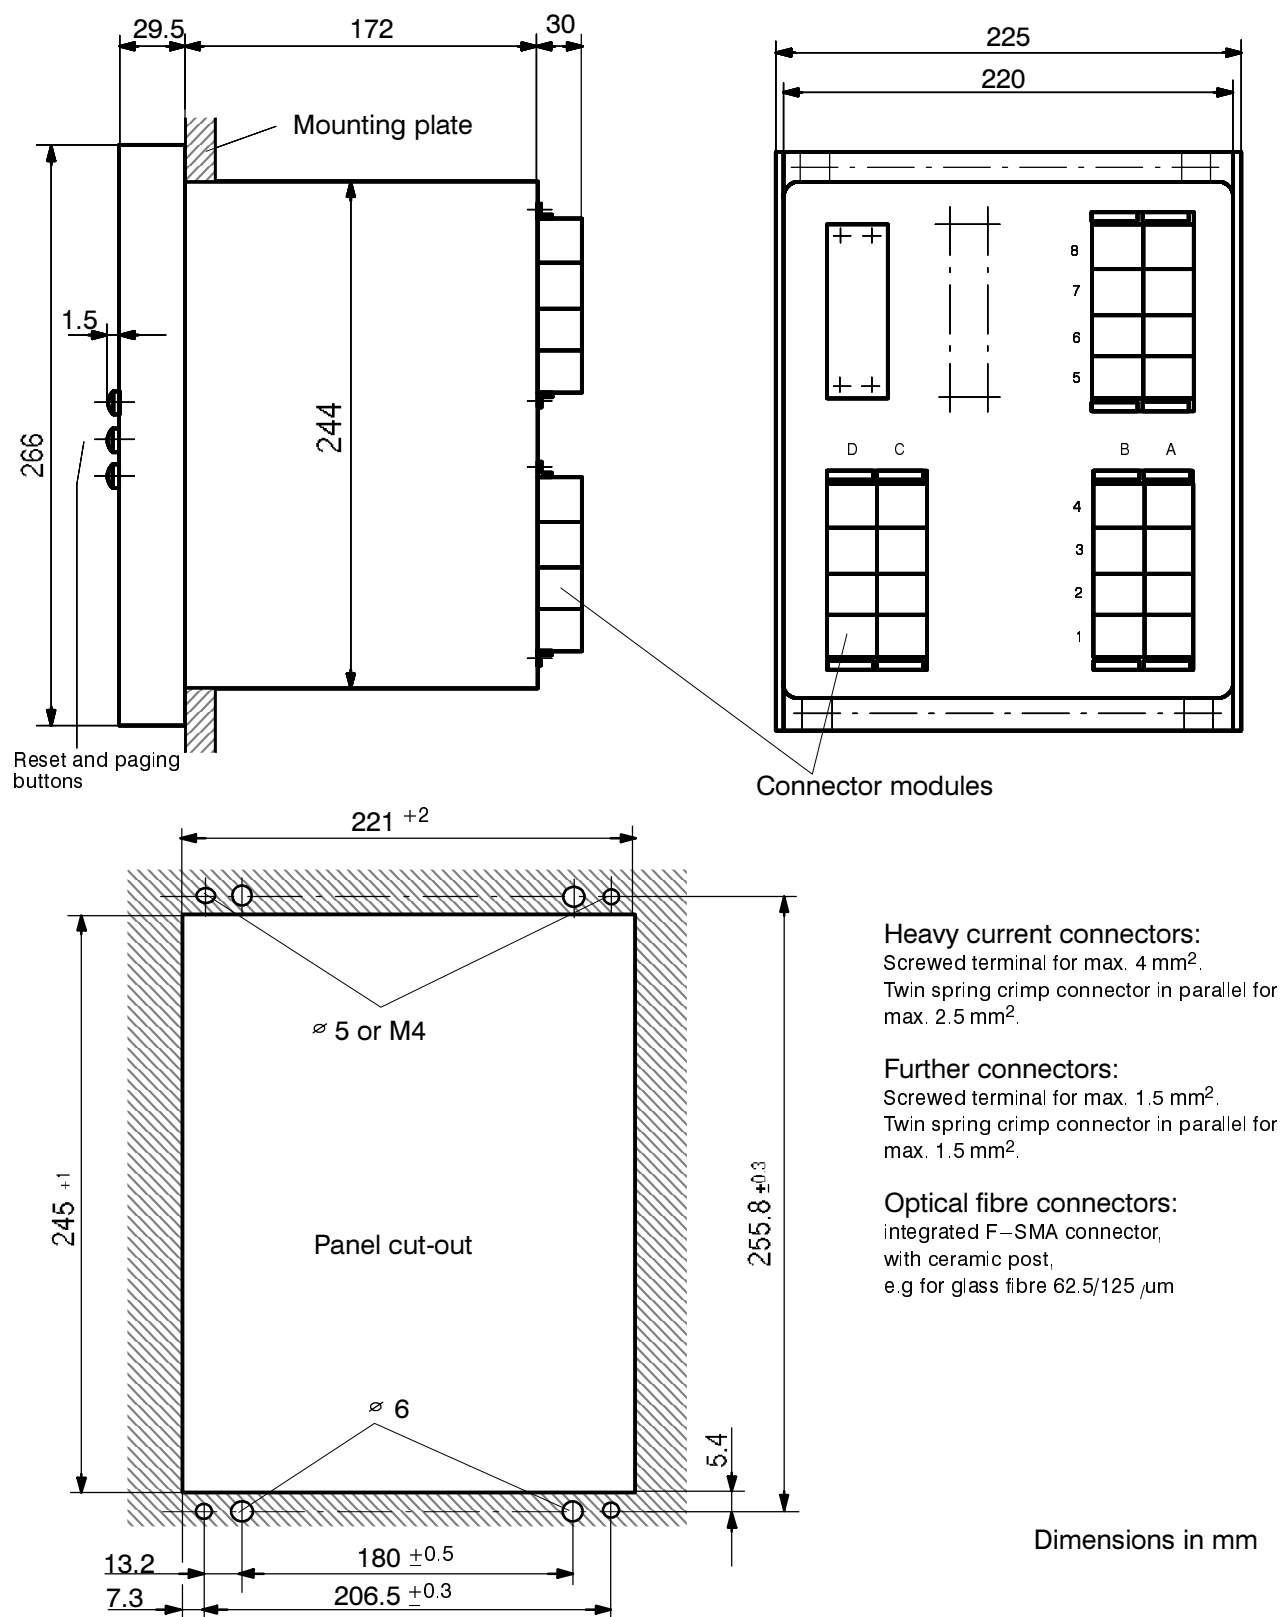 29.5
172
30
225
220
Mounting plate
1.5
266
244
8
7
6
5
D
C
B
A
4
3
2
1
Reset and paging
buttons
Connector modules
221 +2
ø 5 or M4
245 +1
255.8 ±0.3
Panel cut-out
ø 6
5.4
13.2
180 ±0.5
7.3
206.5 ±0.3
Heavy current connectors:
Screwed terminal for max. 4 mm².
Twin spring crimp connector in parallel for
max. 2.5 mm².
Further connectors:
Screwed terminal for max. 1.5 mm².
Twin spring crimp connector in parallel for
max. 1.5 mm².
Optical fibre connectors:
integrated F–SMA connector,
with ceramic post,
e.g for glass fibre 62.5/125 /um
Dimensions in mm